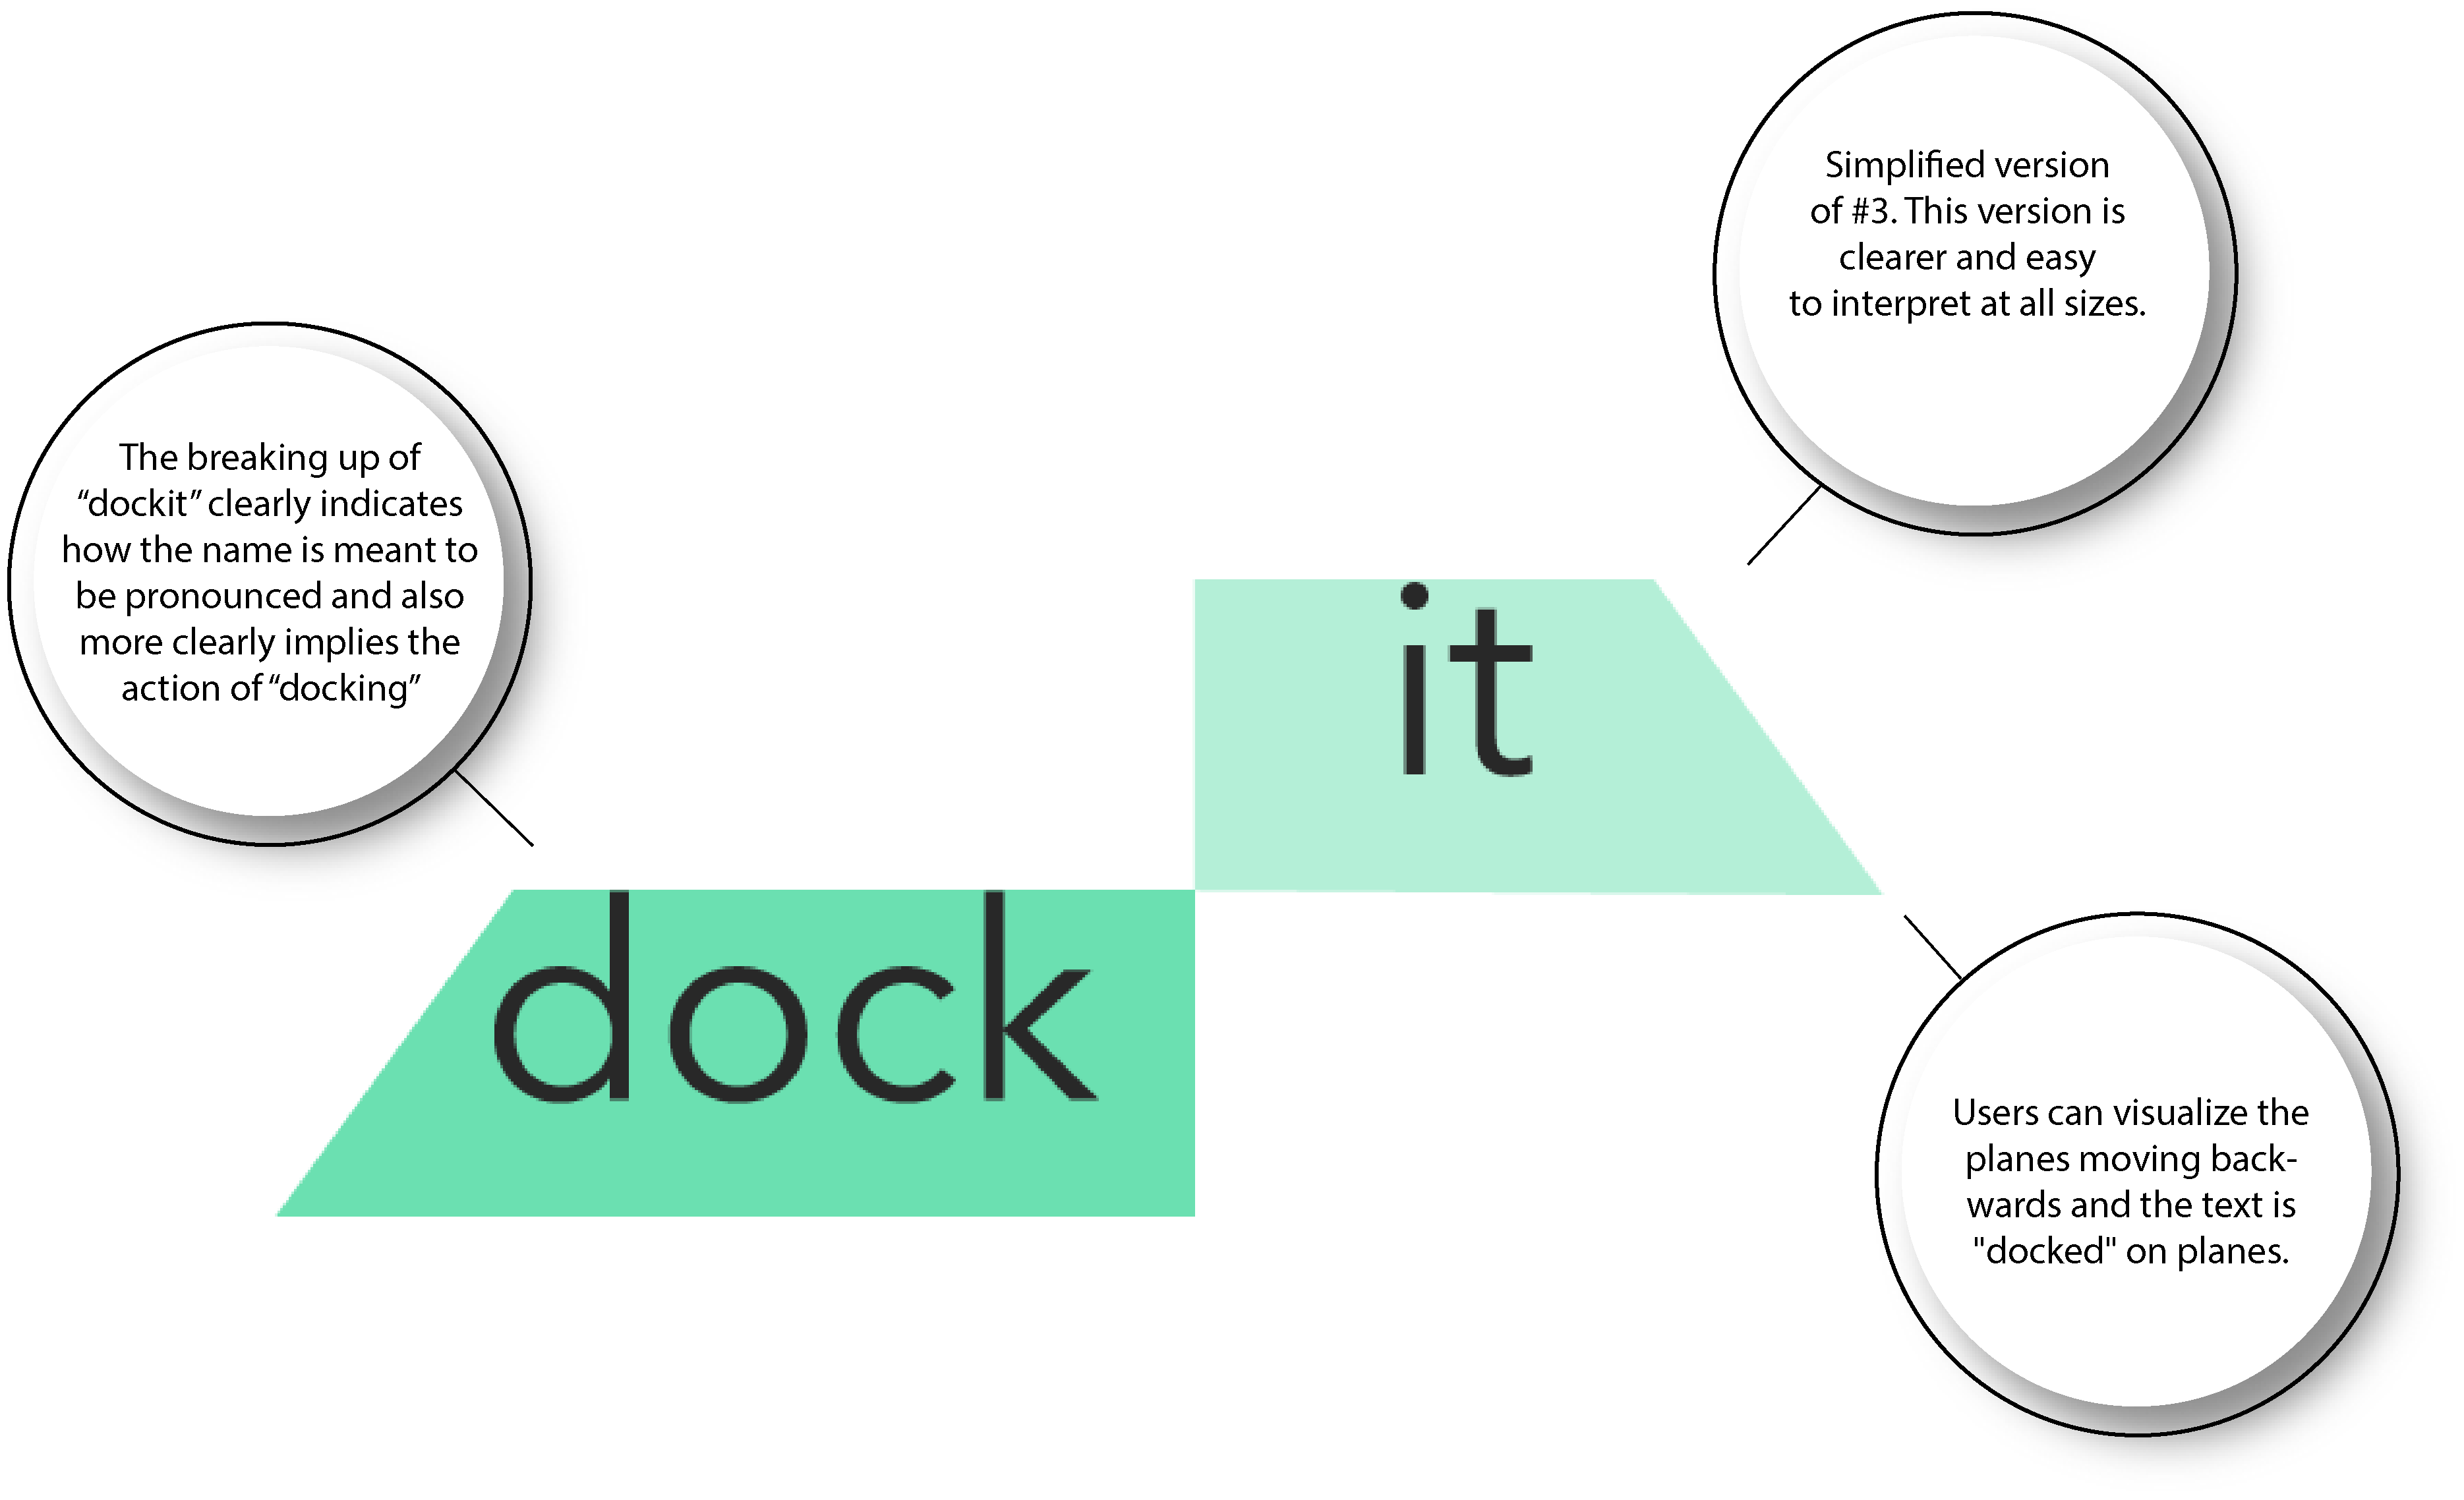 Simplified version
of #3. This version is
clearer and easy
to interpret at all sizes.
The breaking up of
“dockit” clearly indicates
how the name is meant to
be pronounced and also
more clearly implies the
action of “docking”
it
dock
Users can visualize the
planes moving back-
wards and the text is
"docked" on planes.